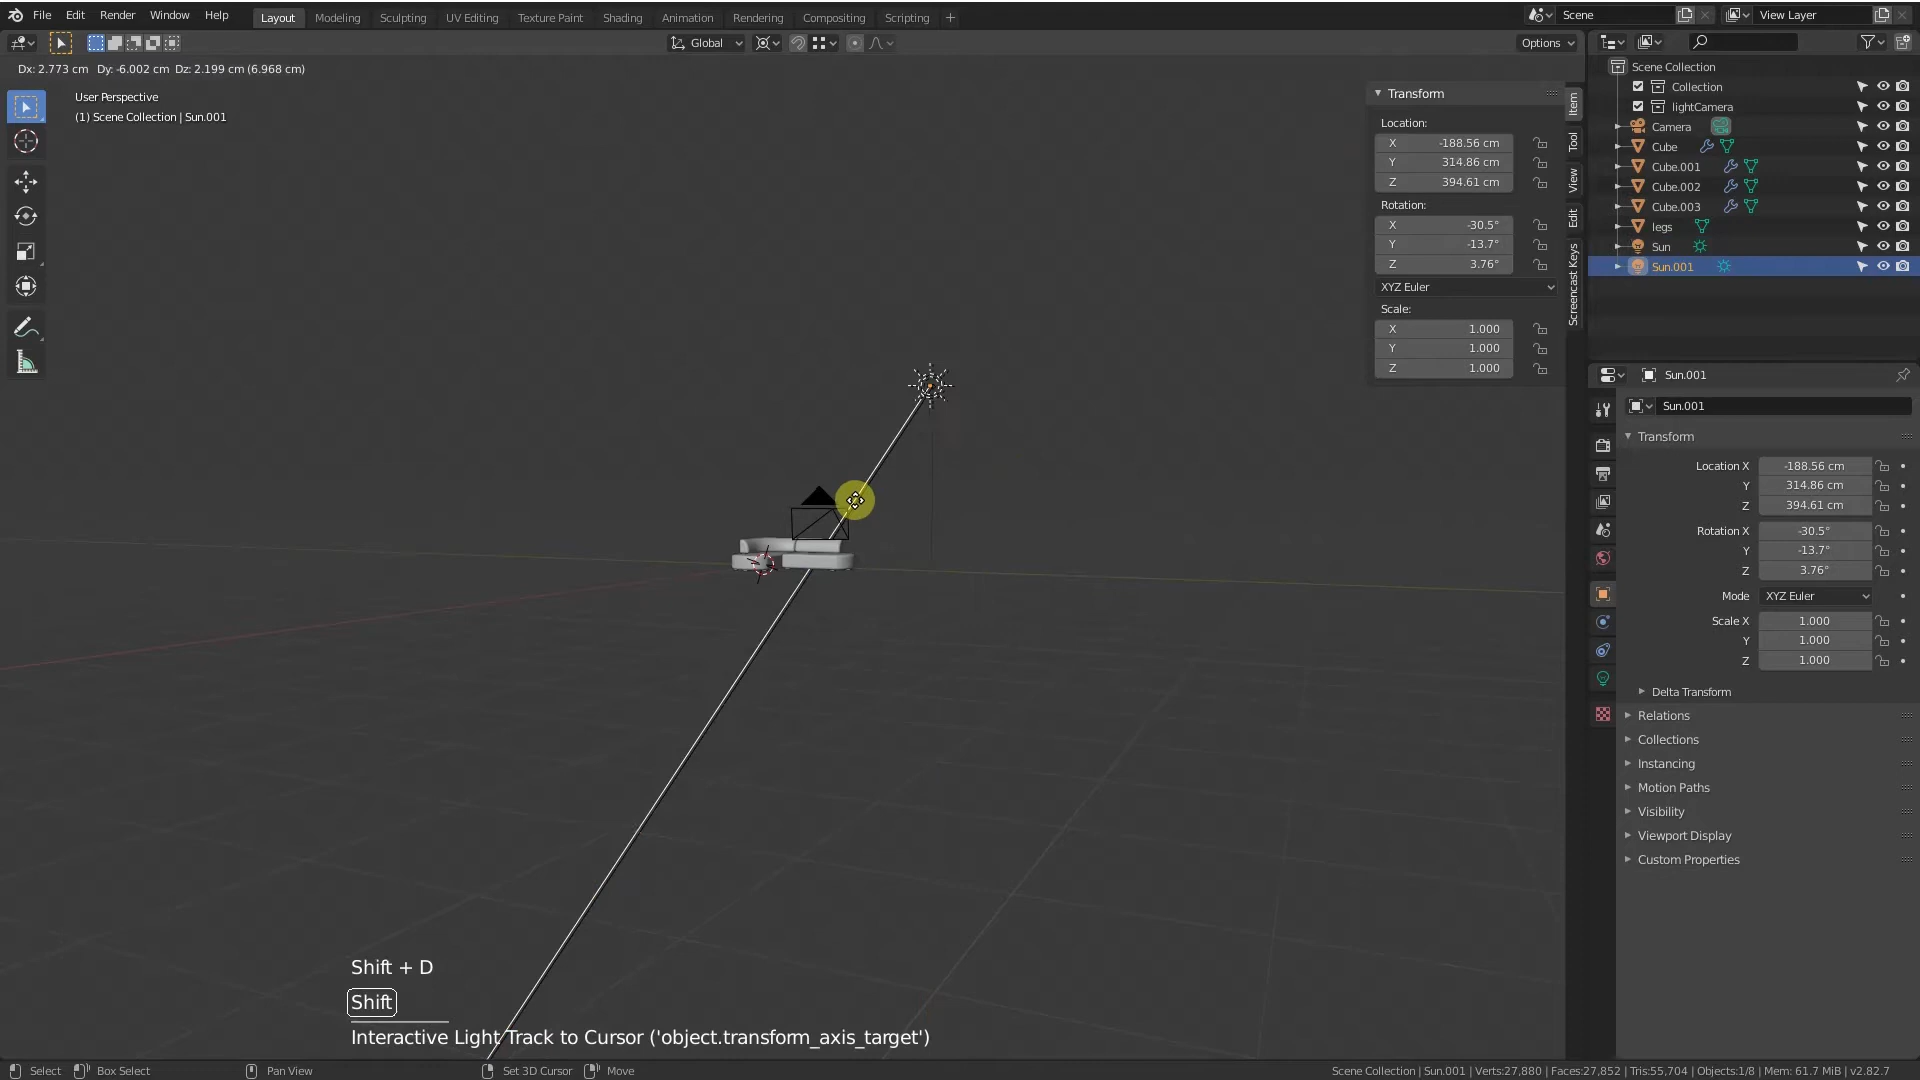 File Edit Render Window Help
Layout Modeling Sculpting UV Editing Texture Paint Shading Animation Rendering Compositing Scripting +
Scene
View Layer
Global
Options
Dx: 2.773 cm Dy: -6.002 cm Dz: 2.199 cm (6.968 cm)
User Perspective
(1) Scene Collection | Sun.001
Transform
Location:
X -188.56 cm
Y 314.86 cm
Z 394.61 cm
Rotation:
X -30.5°
Y -13.7°
Z 3.76°
XYZ Euler
Scale:
X 1.000
Y 1.000
Z 1.000
Item
Tool
View
Edit
Screencast Keys
Scene Collection
Collection
lightCamera
Camera
Cube
Cube.001
Cube.002
Cube.003
legs
Sun
Sun.001
Sun.001
Sun.001
Transform
Location X -188.56 cm
Y 314.86 cm
Z 394.61 cm
Rotation X -30.5°
Y -13.7°
Z 3.76°
Mode XYZ Euler
Scale X 1.000
Y 1.000
Z 1.000
Delta Transform
Relations
Collections
Instancing
Motion Paths
Visibility
Viewport Display
Custom Properties
Shift + D
Shift
Interactive Light Track to Cursor ('object.transform_axis_target')
Select Box Select Pan View Set 3D Cursor Move
Scene Collection | Sun.001 | Verts:27,880 | Faces:27,852 | Tris:55,704 | Objects:1/8 | Mem: 61.7 MiB | v2.82.7